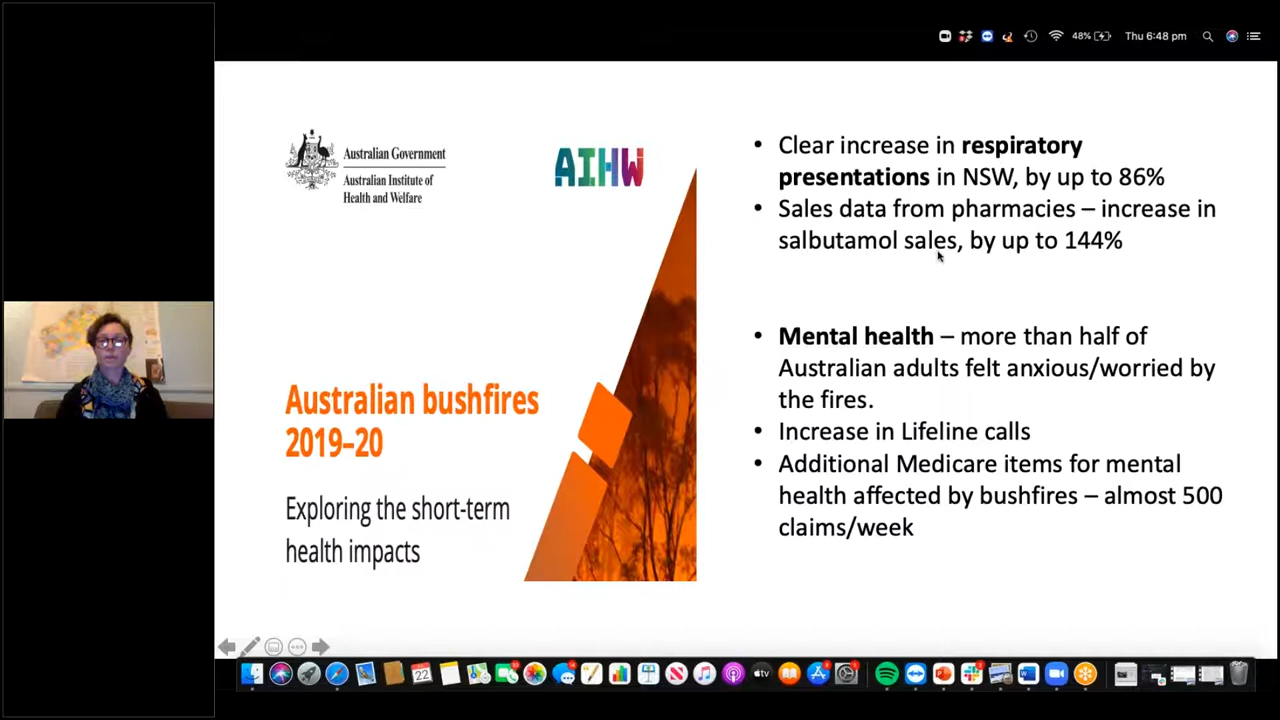 48%
Thu 6:48 pm
Australian Government
Australian Institute of
Health and Welfare
AIHW
Australian bushfires
2019–20
Exploring the short-term
health impacts
• Clear increase in respiratory
presentations in NSW, by up to 86%
• Sales data from pharmacies – increase in
salbutamol sales, by up to 144%
• Mental health – more than half of
Australian adults felt anxious/worried by
the fires.
• Increase in Lifeline calls
• Additional Medicare items for mental
health affected by bushfires – almost 500
claims/week
22
tv